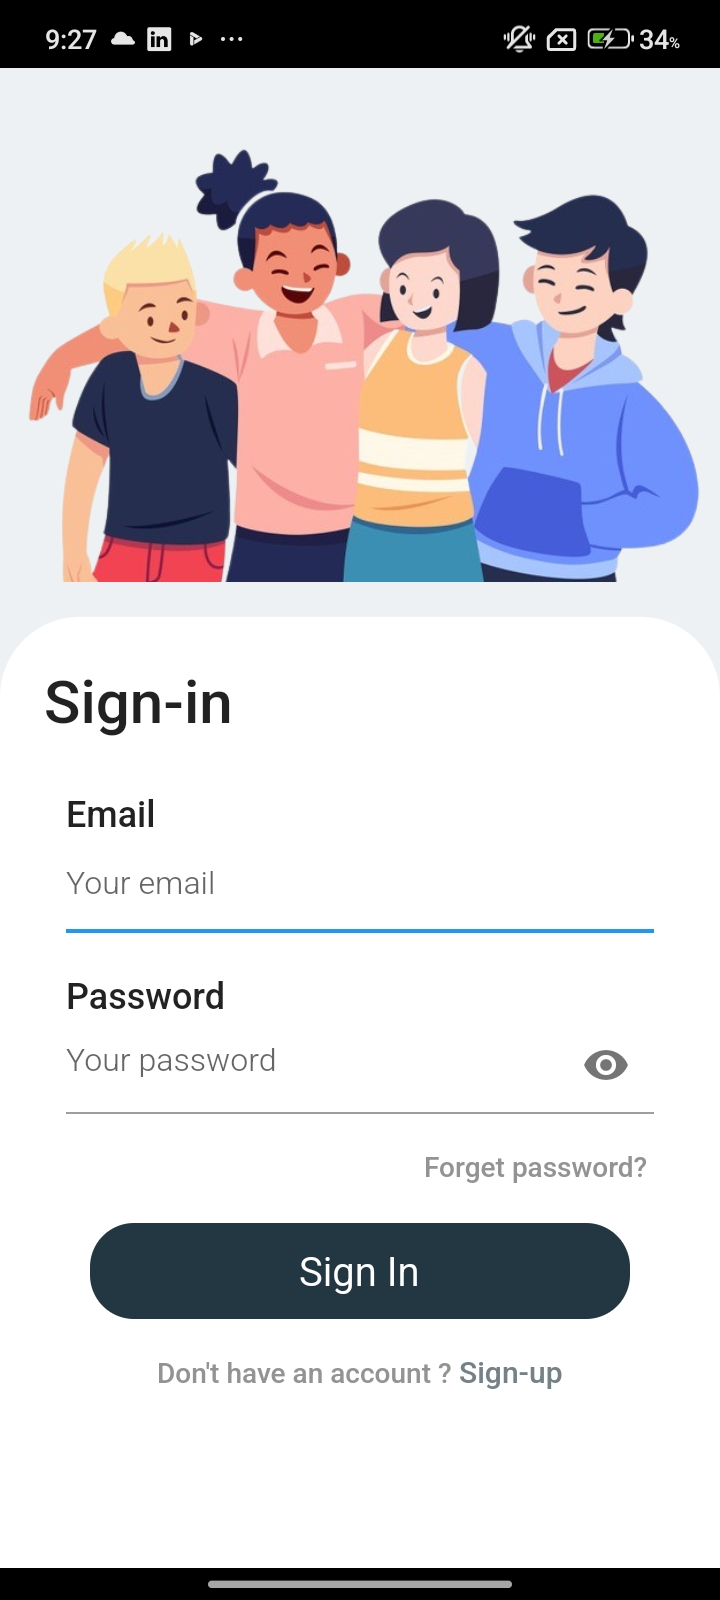 9:27 in ... 34%
Sign-in
Email
Your email
Password
Your password
Forget password?
Sign In
Don't have an account ? Sign-up